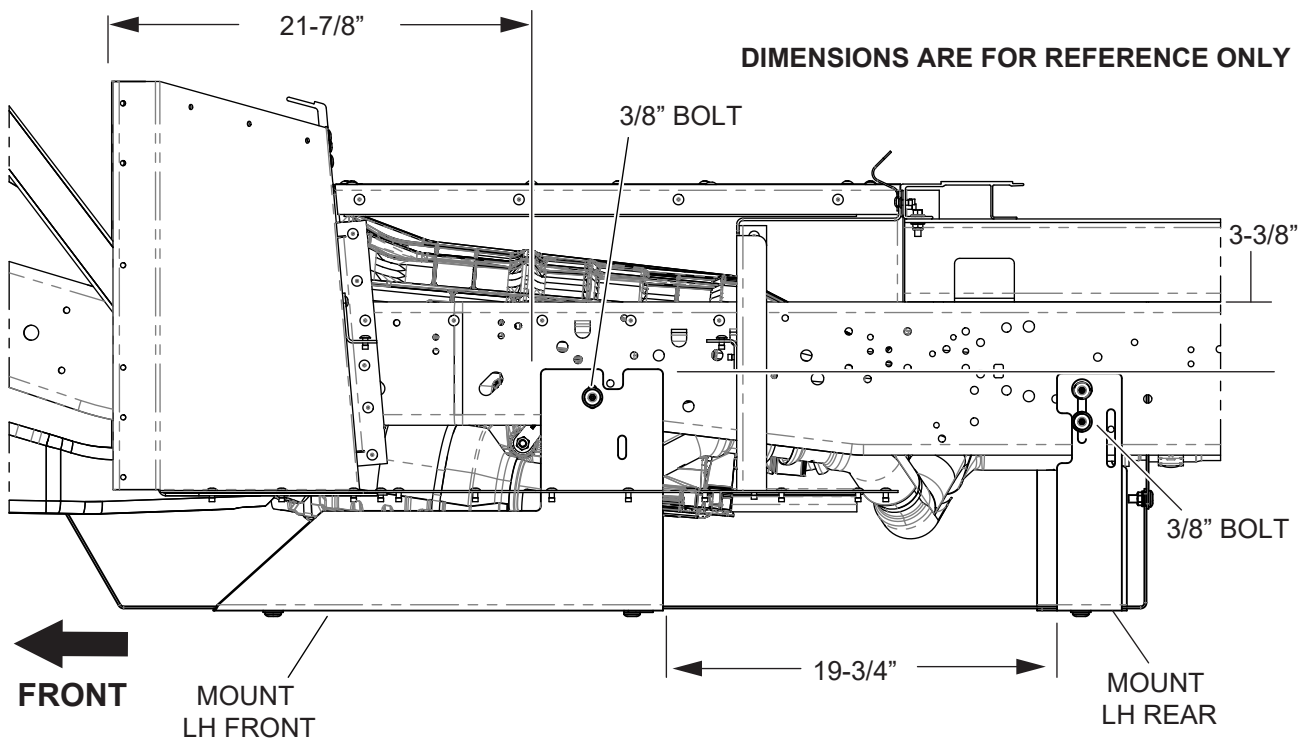 21-7/8”
DIMENSIONS ARE FOR REFERENCE ONLY
3/8” BOLT
3-3/8”
3/8” BOLT
19-3/4”
FRONT
MOUNT
LH FRONT
MOUNT
LH REAR